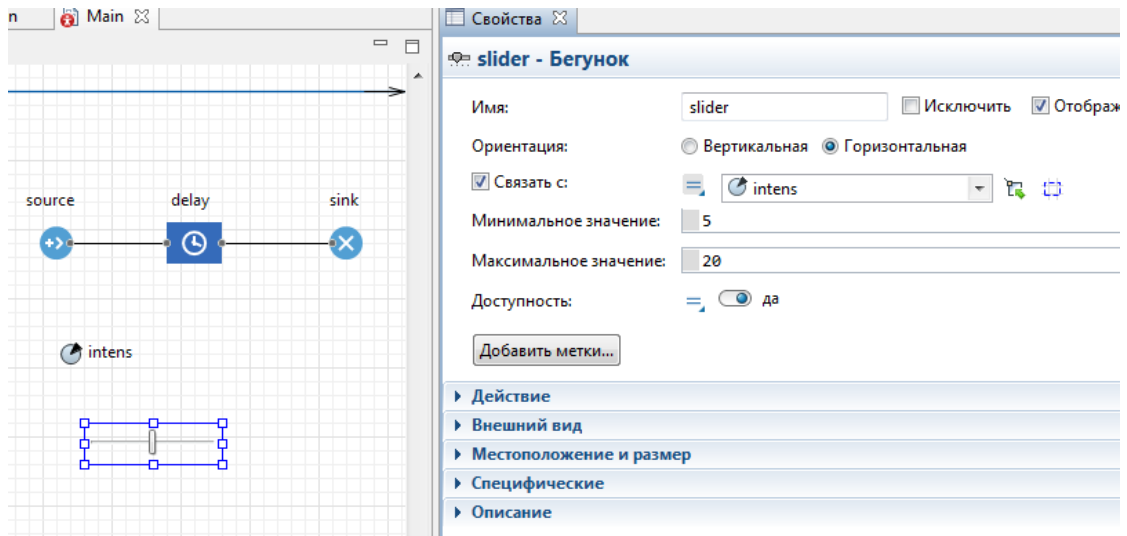 n Main Свойства
slider - Бегунок
Имя: slider Исключить Отображ
Ориентация: Вертикальная Горизонтальная
Связать с: intens
source delay sink
Минимальное значение: 5
Максимальное значение: 20
Доступность: да
intens
Добавить метки...
Действие
Внешний вид
Местоположение и размер
Специфические
Описание